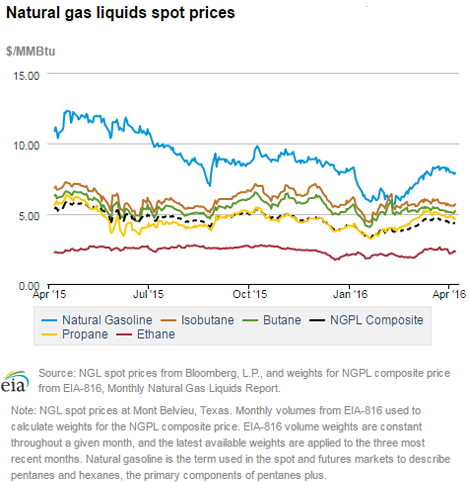 Natural gas liquids spot prices
$/MMBtu
15.00
10.00
5.00
0.00
Apr '15 Jul '15 Oct '15 Jan '16 Apr '16
Natural Gasoline Isobutane Butane NGPL Composite
Propane Ethane
eia
Source: NGL spot prices from Bloomberg, L.P., and weights for NGPL composite price
from EIA-816, Monthly Natural Gas Liquids Report.
Note: NGL spot prices at Mont Belvieu, Texas. Monthly volumes from EIA-816 used to
calculate weights for the NGPL composite price. EIA-816 volume weights are constant
throughout a given month, and the latest available weights are applied to the three most
recent months. Natural gasoline is the term used in the spot and futures markets to describe
pentanes and hexanes, the primary components of pentanes plus.